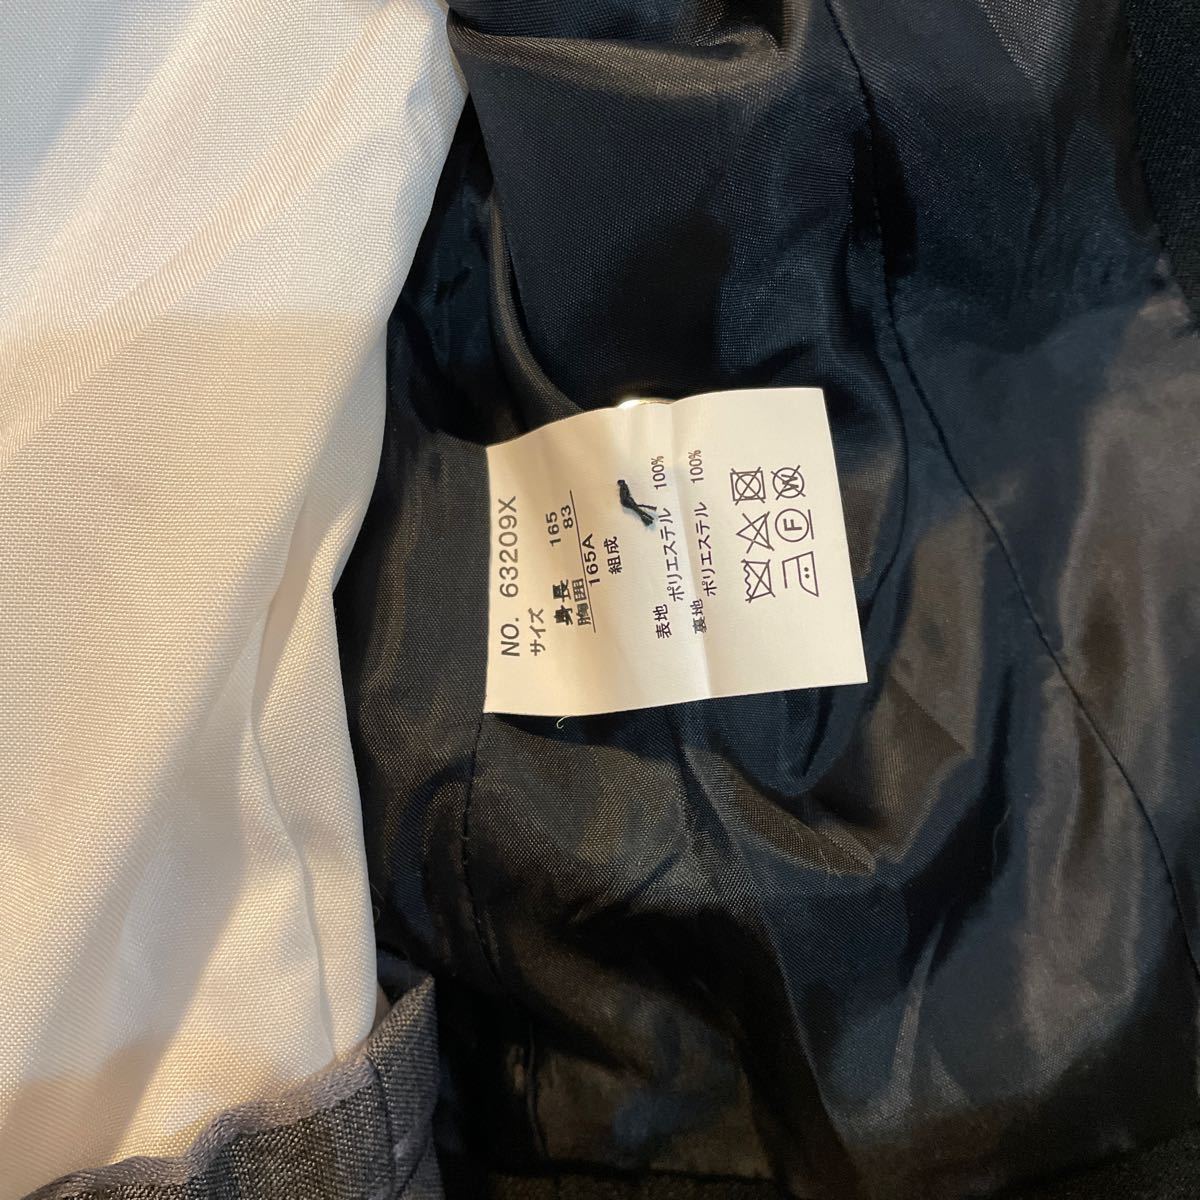 NO. 63209X
サイズ
身長 165
胸囲 83
165A
組成
表地
ポリエステル 100%
裏地
ポリエステル 100%
F
W